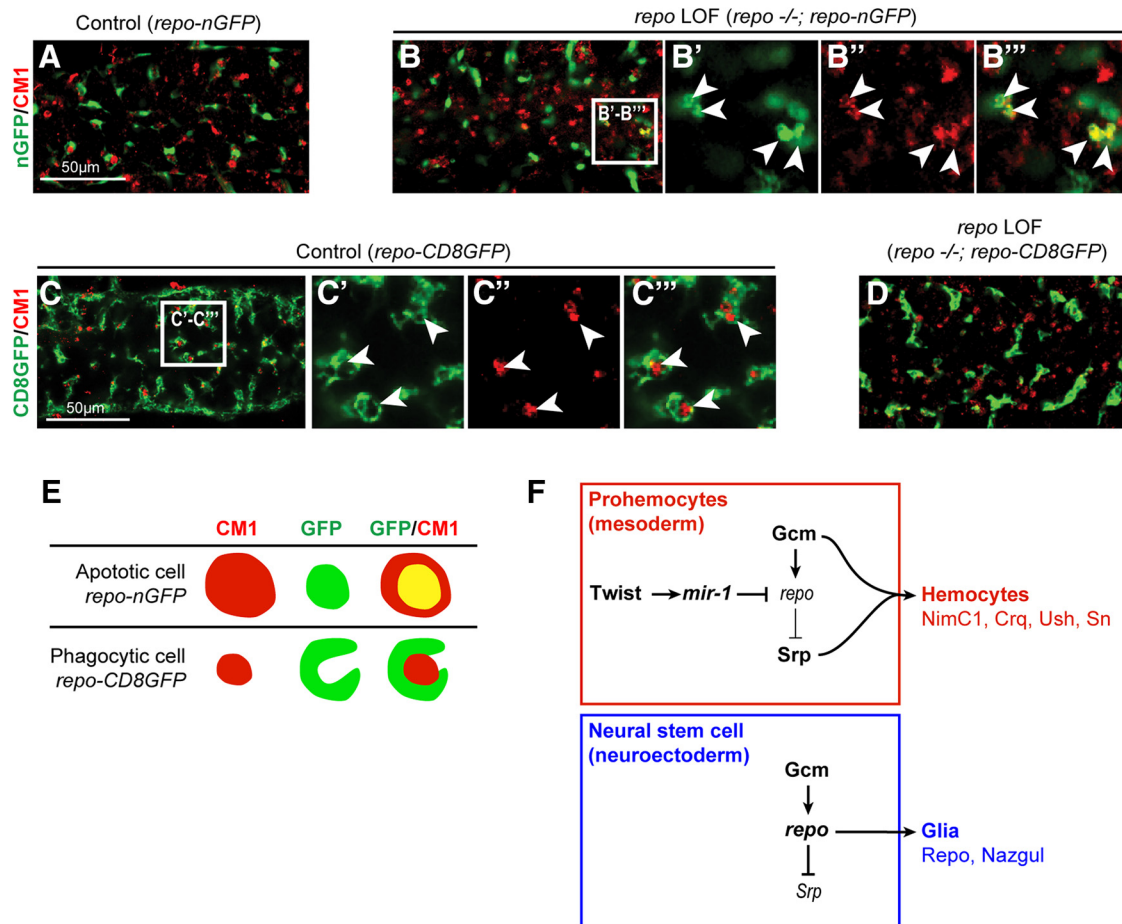 Control (repo-nGFP)
repo LOF (repo -/-; repo-nGFP)
nGFP/CM1
A
50µm
B
B'-B'''
B'
B''
B'''
Control (repo-CD8GFP)
repo LOF
(repo -/-; repo-CD8GFP)
CD8GFP/CM1
C
C'-C'''
50µm
C'
C''
C'''
D
E
CM1 GFP GFP/CM1
Apototic cell
repo-nGFP
Phagocytic cell
repo-CD8GFP
F
Prohemocytes
(mesoderm)
Gcm
Twist mir-1 repo
Srp
Hemocytes
NimC1, Crq, Ush, Sn
Neural stem cell
(neuroectoderm)
Gcm
repo
Srp
Glia
Repo, Nazgul